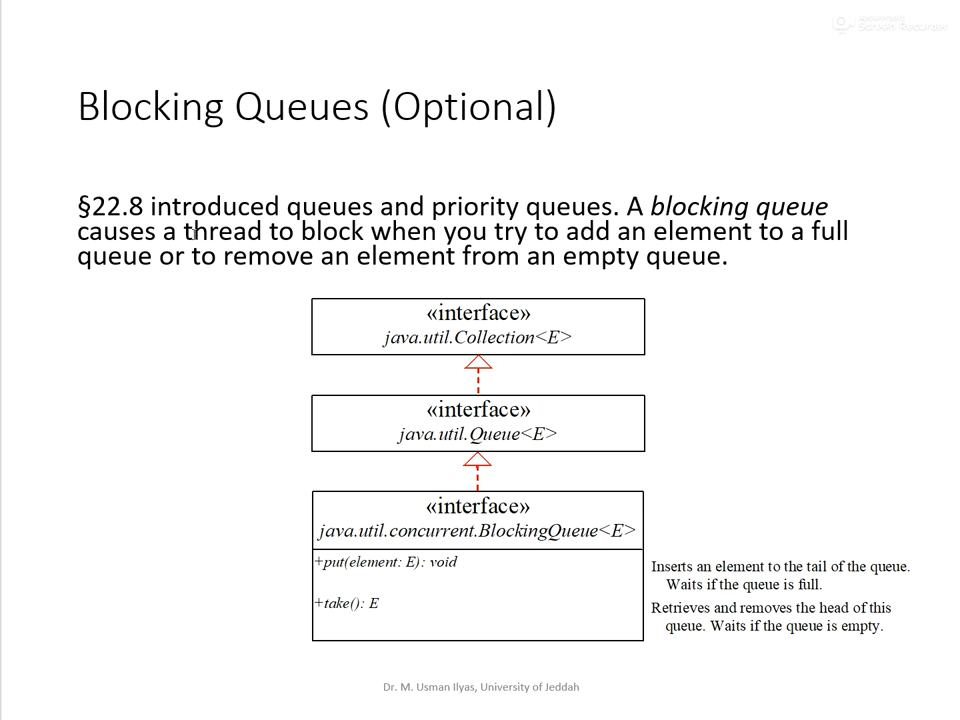 Screen Recorder
Blocking Queues (Optional)
§22.8 introduced queues and priority queues. A blocking queue
causes a thread to block when you try to add an element to a full
queue or to remove an element from an empty queue.
«interface»
java.util.Collection<E>
«interface»
java.util.Queue<E>
«interface»
java.util.concurrent.BlockingQueue<E>
+put(element: E): void
+take(): E
Inserts an element to the tail of the queue.
Waits if the queue is full.
Retrieves and removes the head of this
queue. Waits if the queue is empty.
Dr. M. Usman Ilyas, University of Jeddah